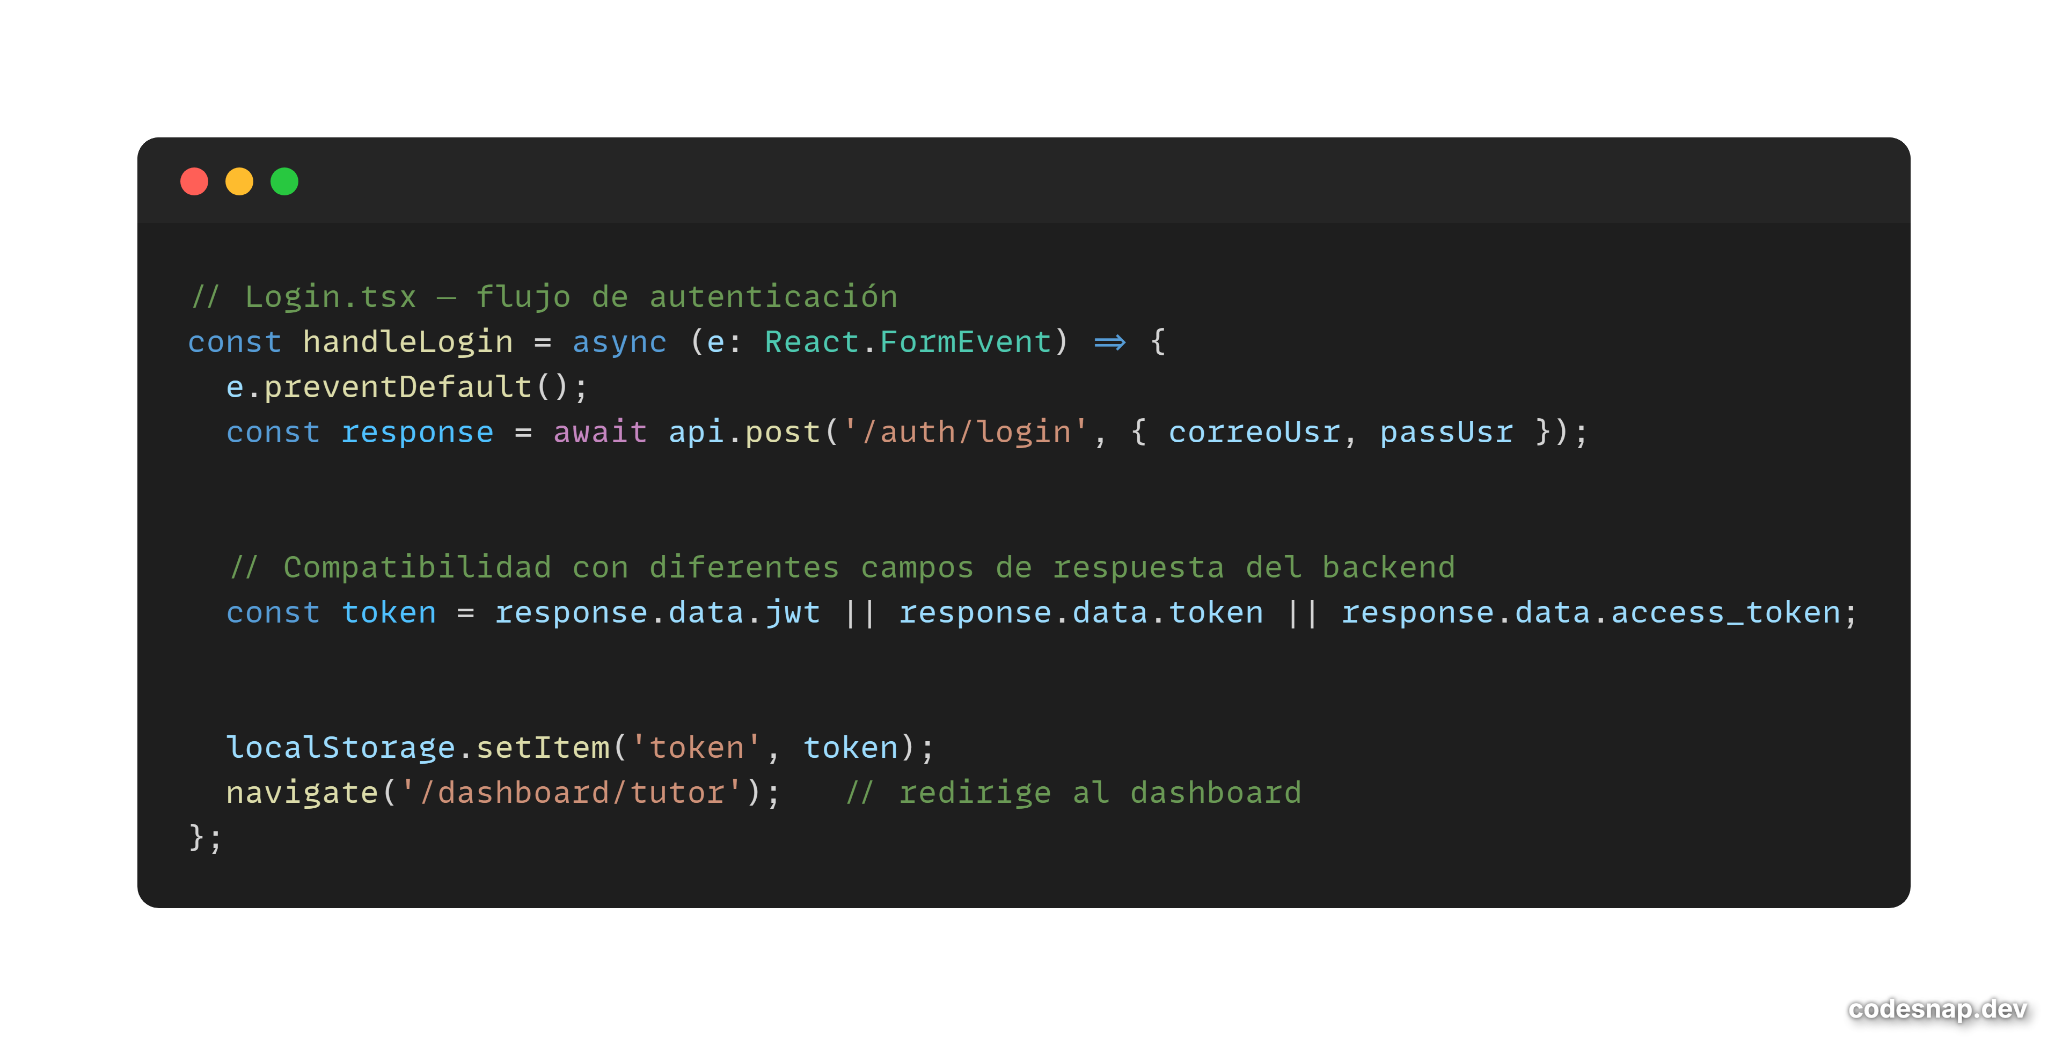 // Login.tsx — flujo de autenticación
const handleLogin = async (e: React.FormEvent) => {
  e.preventDefault();
  const response = await api.post('/auth/login', { correoUsr, passUsr });
  // Compatibilidad con diferentes campos de respuesta del backend
  const token = response.data.jwt || response.data.token || response.data.access_token;
  localStorage.setItem('token', token);
  navigate('/dashboard/tutor');   // redirige al dashboard
};
codesnap.dev